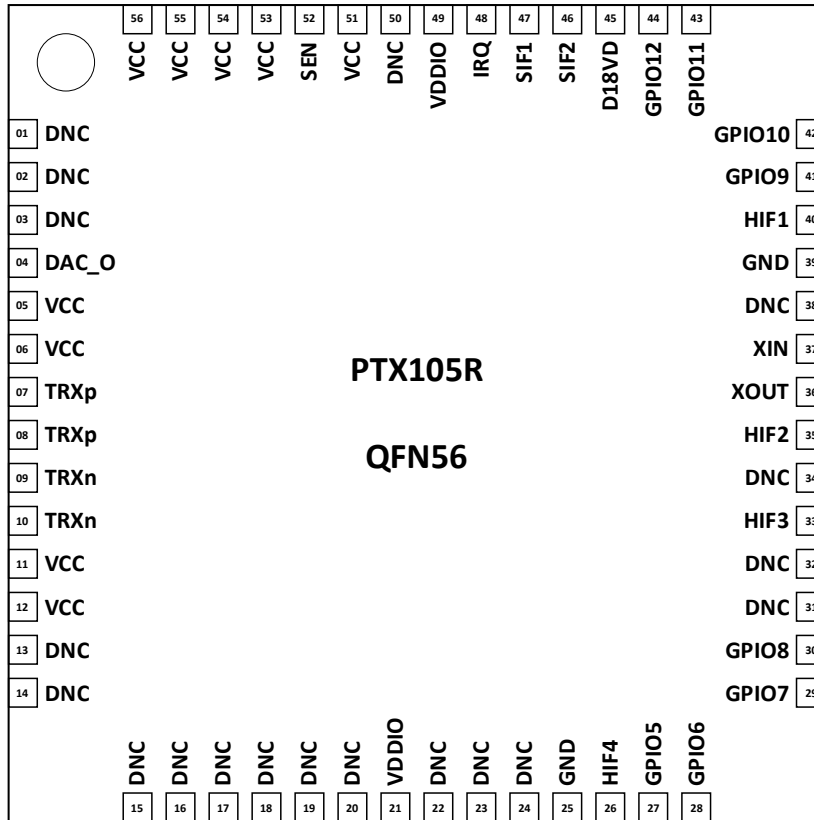 56 55 54 53 52 51 50 49 48 47 46 45 44 43
VCC VCC VCC VCC SEN VCC DNC VDDIO IRQ SIF1 SIF2 D18VD GPIO12 GPIO11
01 DNC
GPIO10 42
02 DNC
GPIO9 41
03 DNC
HIF1 40
04 DAC_O
GND 39
05 VCC
DNC 38
06 VCC
XIN 37
PTX105R
07 TRXp
XOUT 36
08 TRXp
HIF2 35
QFN56
09 TRXn
DNC 34
10 TRXn
HIF3 33
11 VCC
DNC 32
12 VCC
DNC 31
13 DNC
GPIO8 30
14 DNC
GPIO7 29
DNC DNC DNC DNC DNC DNC VDDIO DNC DNC DNC GND HIF4 GPIO5 GPIO6
15 16 17 18 19 20 21 22 23 24 25 26 27 28